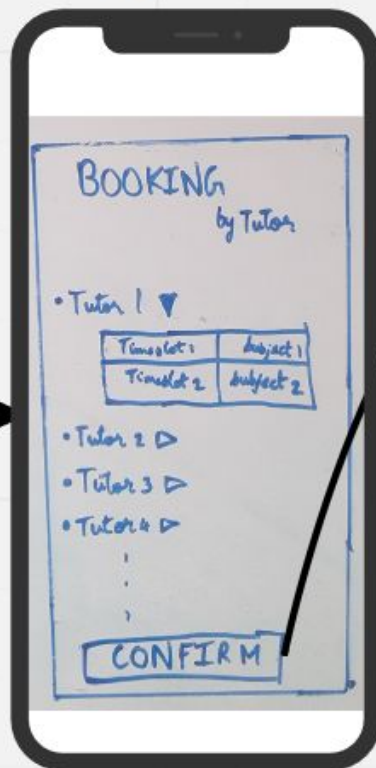 BOOKING
by Tutor
• Tutor 1 ▼
Timeslot 1 subject 1
Timeslot 2 subject 2
• Tutor 2 ▷
• Tutor 3 ▷
• Tutor 4 ▷
CONFIRM